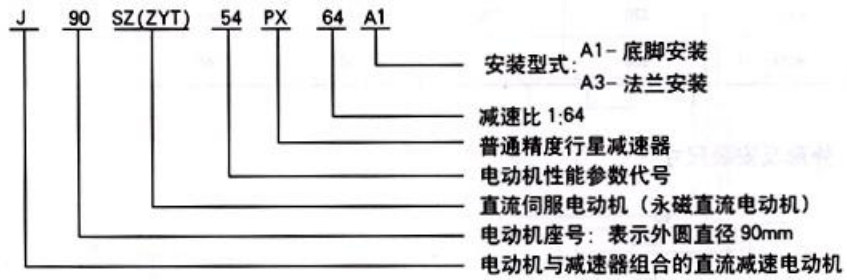 J 90 SZ(ZYT) 54 PX 64 A1
安装型式: A1- 底脚安装
A3- 法兰安装
减速比 1:64
普通精度行星减速器
电动机性能参数代号
直流伺服电动机（永磁直流电动机）
电动机座号：表示外圆直径 90mm
电动机与减速器组合的直流减速电动机